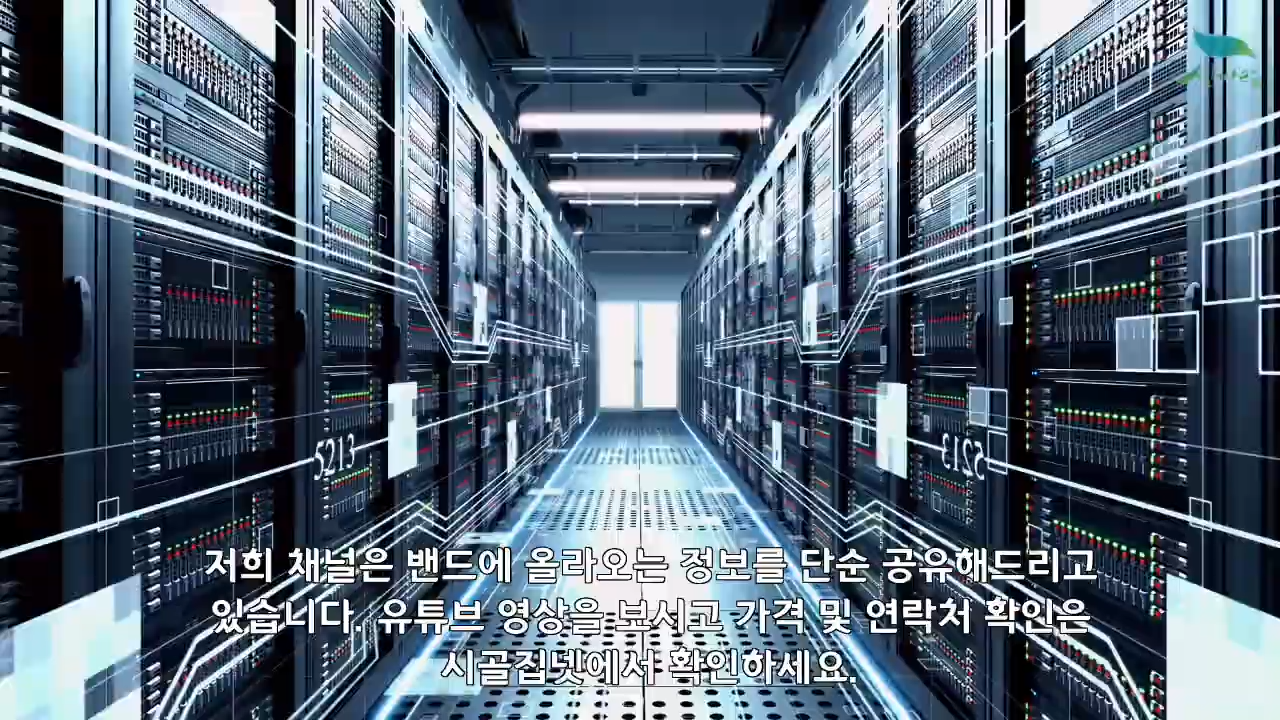 5213
5213
저희 채널은 밴드에 올라오는 정보를 단순 공유해드리고
있습니다. 유튜브 영상을 보시고 가격 및 연락처 확인은
시골집넷에서 확인하세요.